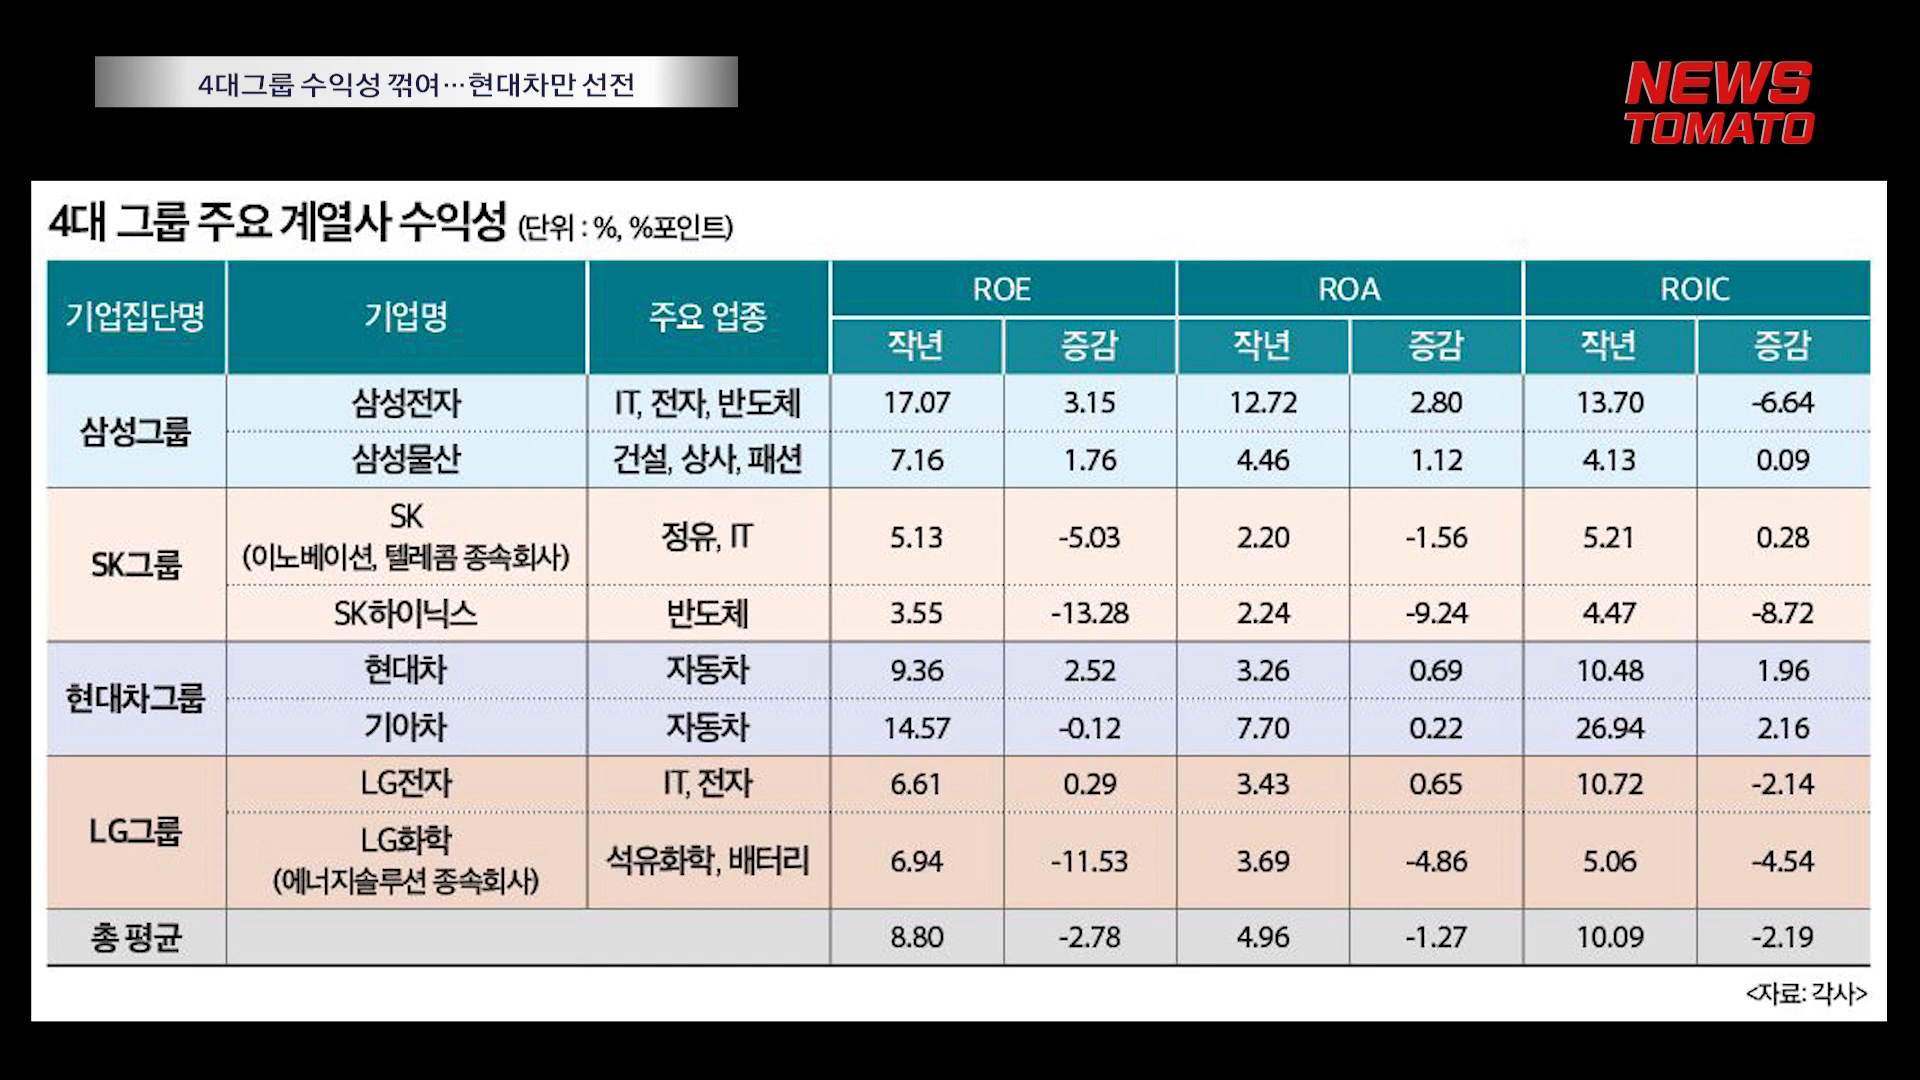 4대그룹 수익성 꺾여…현대차만 선전
NEWS
TOMATO
4대 그룹 주요 계열사 수익성 (단위 : %, %포인트)
기업집단명 기업명 주요 업종 ROE ROA ROIC
작년 증감 작년 증감 작년 증감
삼성그룹
삼성전자 IT, 전자, 반도체 17.07 3.15 12.72 2.80 13.70 -6.64
삼성물산 건설, 상사, 패션 7.16 1.76 4.46 1.12 4.13 0.09
SK그룹
SK
(이노베이션, 텔레콤 종속회사) 정유, IT 5.13 -5.03 2.20 -1.56 5.21 0.28
SK하이닉스 반도체 3.55 -13.28 2.24 -9.24 4.47 -8.72
현대차그룹
현대차 자동차 9.36 2.52 3.26 0.69 10.48 1.96
기아차 자동차 14.57 -0.12 7.70 0.22 26.94 2.16
LG그룹
LG전자 IT, 전자 6.61 0.29 3.43 0.65 10.72 -2.14
LG화학
(에너지솔루션 종속회사) 석유화학, 배터리 6.94 -11.53 3.69 -4.86 5.06 -4.54
총 평균 8.80 -2.78 4.96 -1.27 10.09 -2.19
<자료: 각사>